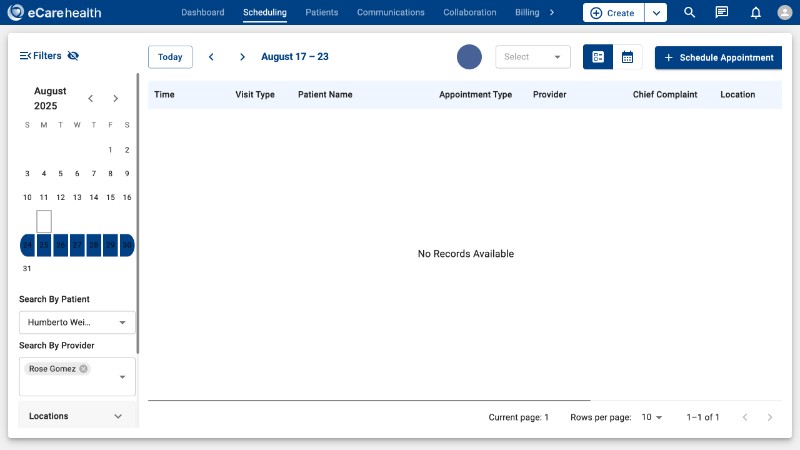 eCarehealth
Dashboard Scheduling Patients Communications Collaboration Billing Create
Filters
Today August 17 – 23 Select Schedule Appointment
August
2025
S M T W T F S
1 2
3 4 5 6 7 8 9
10 11 12 13 14 15 16
24 25 26 27 28 29 30
31
Search By Patient
Humberto Wei...
Search By Provider
Rose Gomez
Locations
Time Visit Type Patient Name Appointment Type Provider Chief Complaint Location
No Records Available
Current page: 1 Rows per page: 10 1–1 of 1